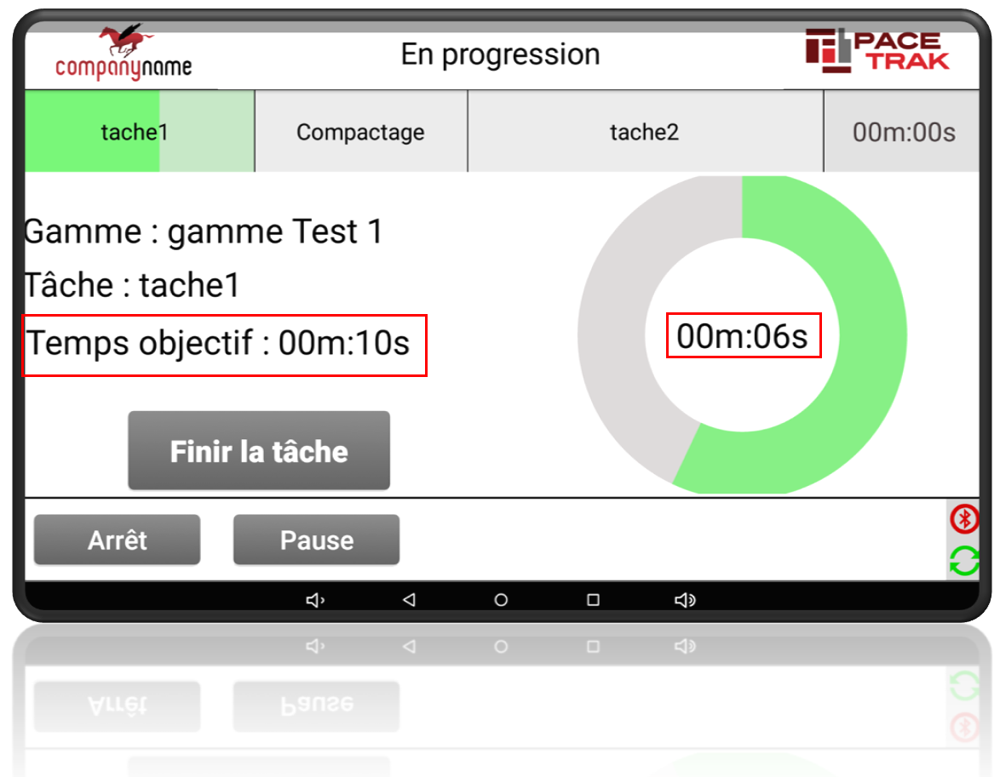 companyname
En progression
PACE
TRAK
tache1
Compactage
tache2
00m:00s
Gamme : gamme Test 1
Tâche : tache1
Temps objectif : 00m:10s
00m:06s
Finir la tâche
Arrêt
Pause